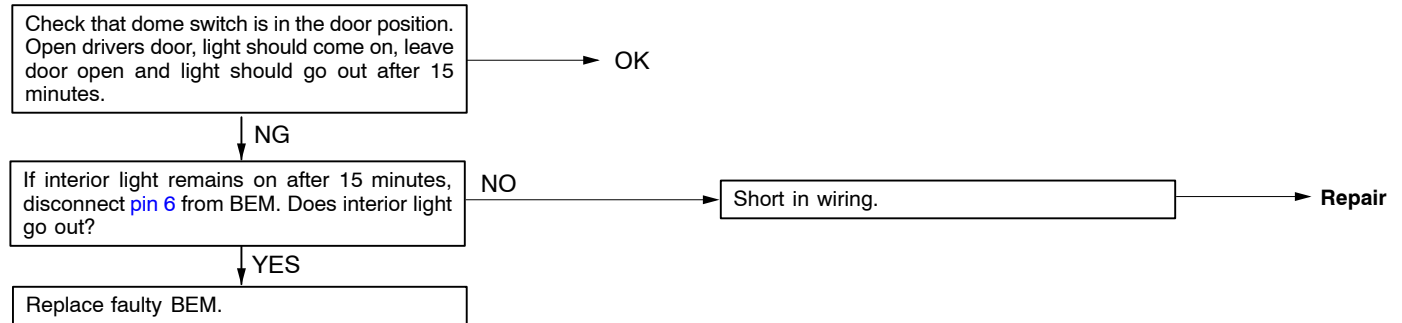 Check that dome switch is in the door position.
Open drivers door, light should come on, leave
door open and light should go out after 15
minutes.
OK
NG
If interior light remains on after 15 minutes,
disconnect pin 6 from BEM. Does interior light
go out?
NO
Short in wiring.
Repair
YES
Replace faulty BEM.